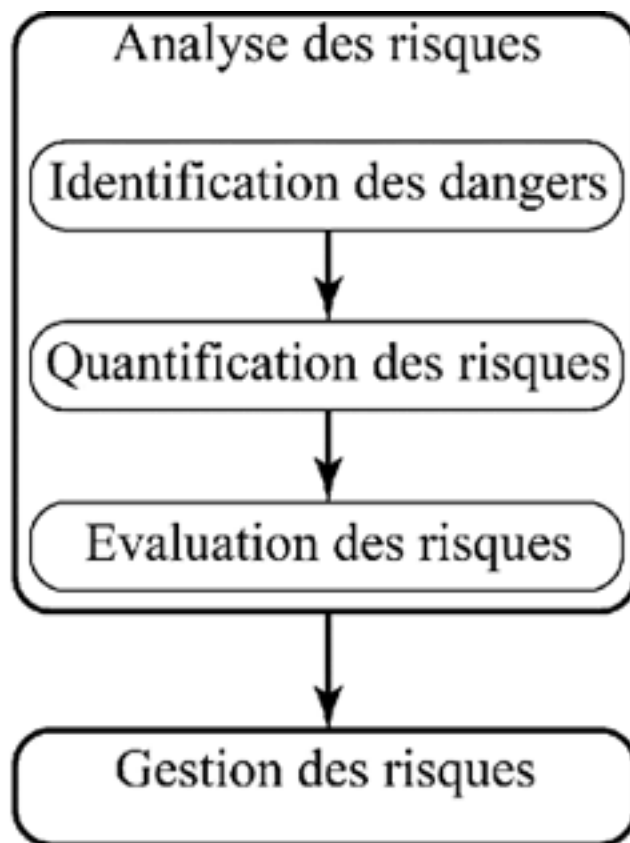 Analyse des risques
Identification des dangers
Quantification des risques
Evaluation des risques
Gestion des risques